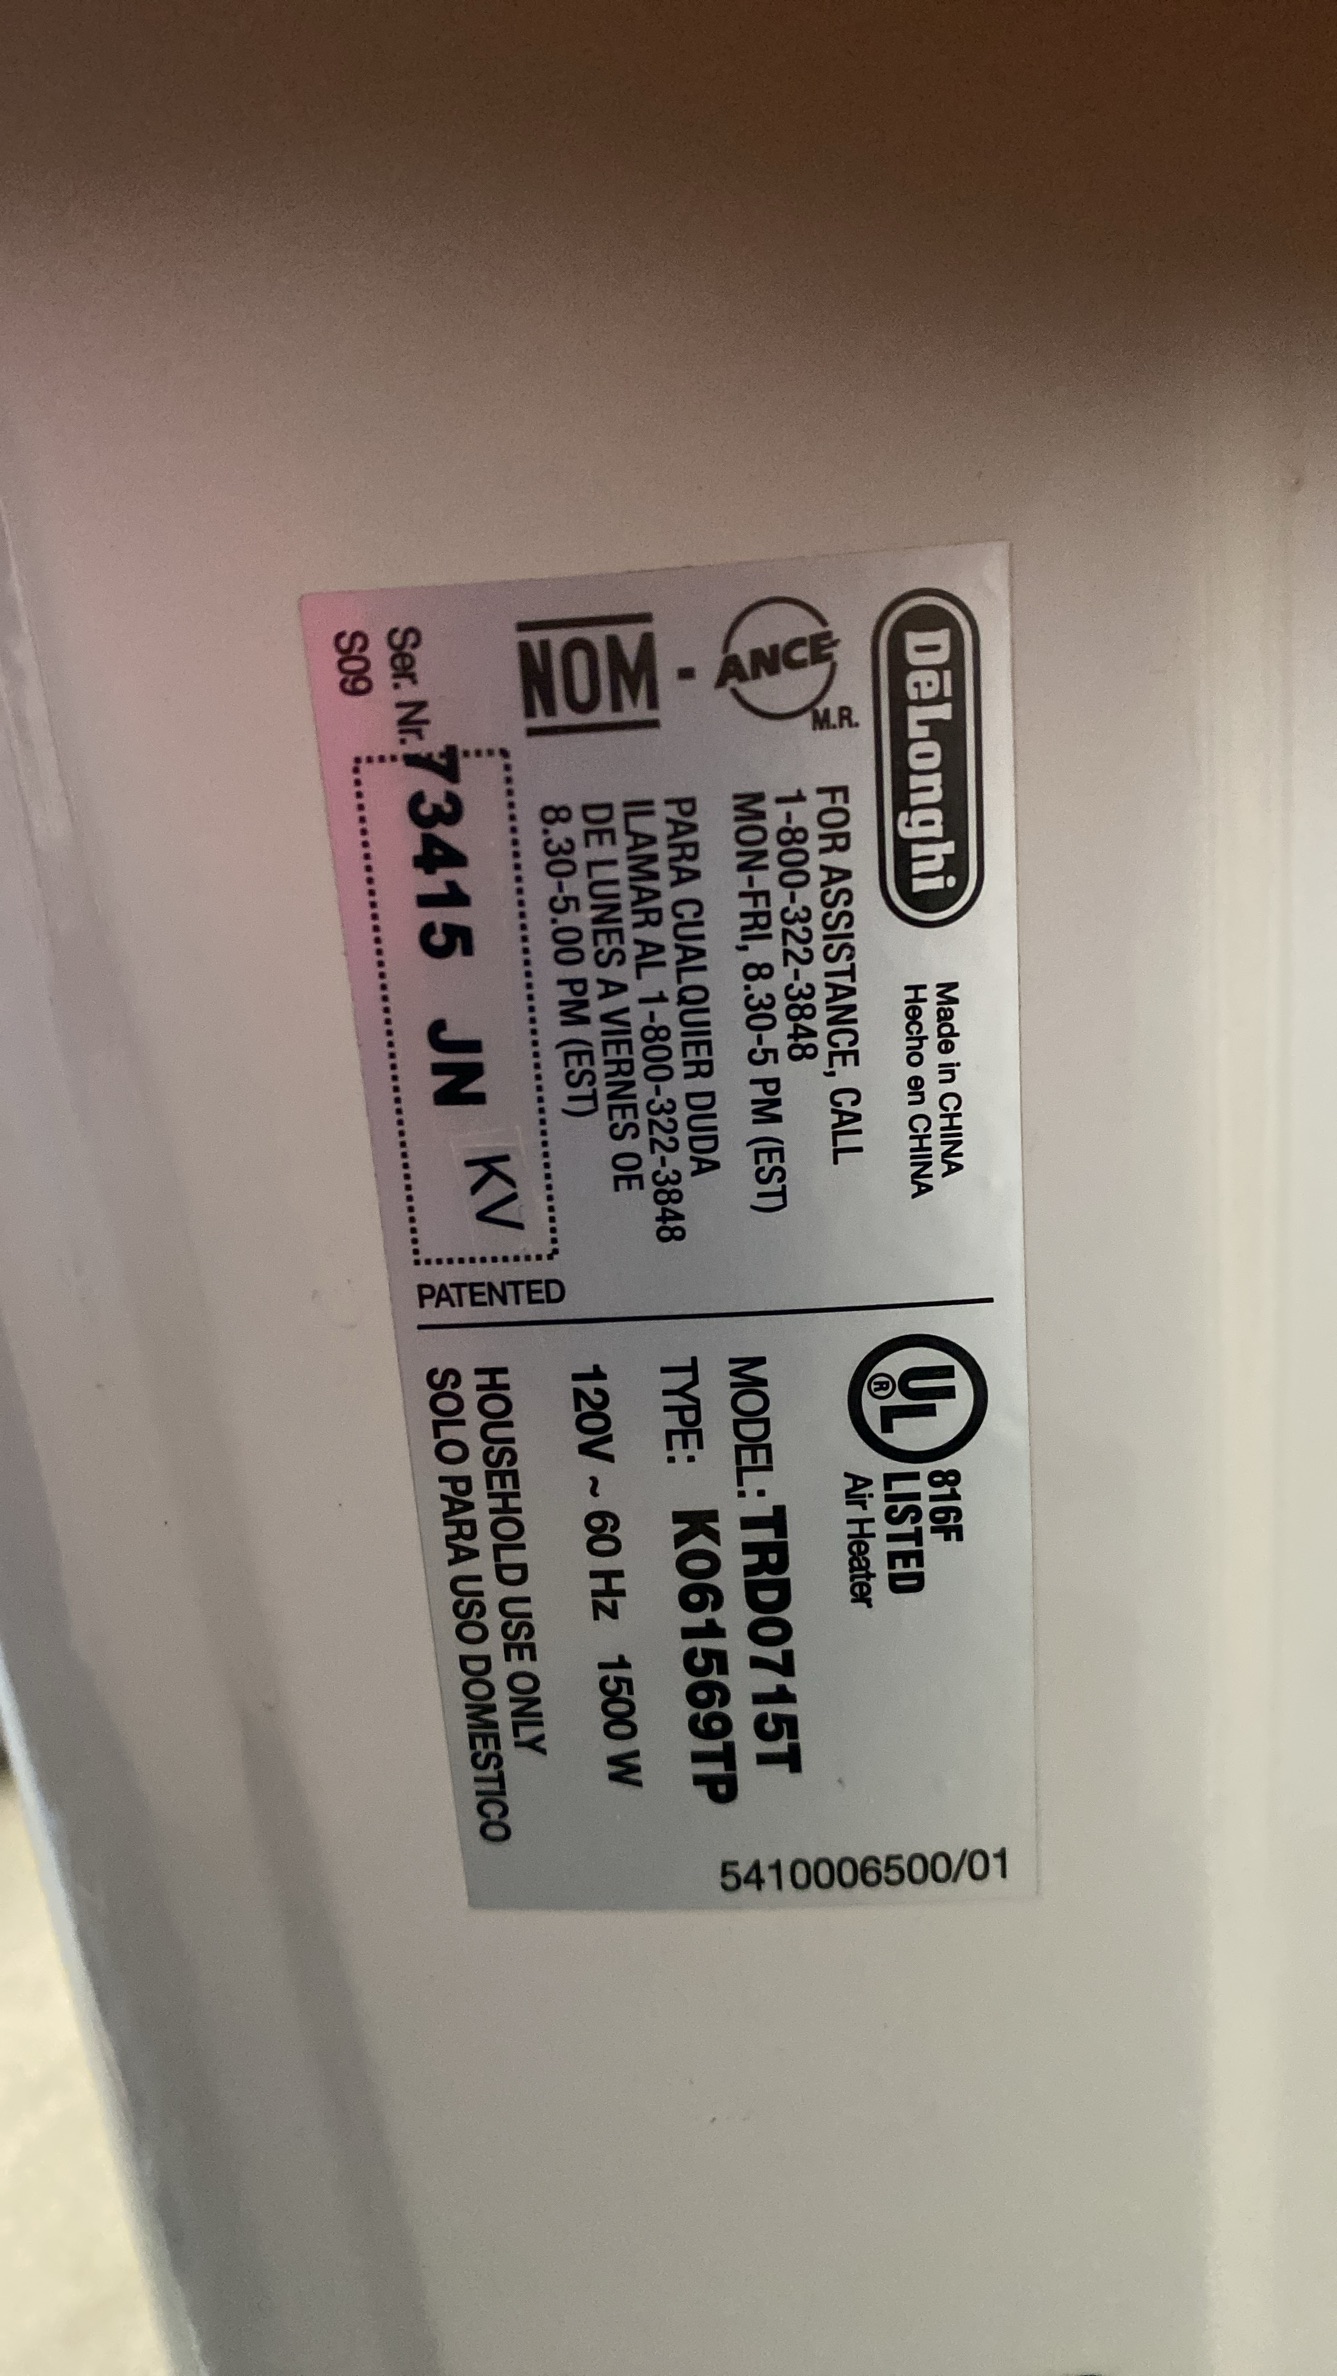 DeLonghi
Made in CHINA
Hecho en CHINA
ANCE
M.R.
NOM
FOR ASSISTANCE, CALL
1-800-322-3848
MON-FRI, 8.30-5 PM (EST)
PARA CUALQUIER DUDA
ILAMAR AL 1-800-322-3848
DE LUNES A VIERNES OE
8.30-5.00 PM (EST)
Ser. Nr. 73415 JN KV
S09
PATENTED
UL ®
816F
LISTED
Air Heater
MODEL: TRD0715T
TYPE: K061569TP
120V ~ 60 Hz 1500 W
HOUSEHOLD USE ONLY
SOLO PARA USO DOMESTICO
5410006500/01